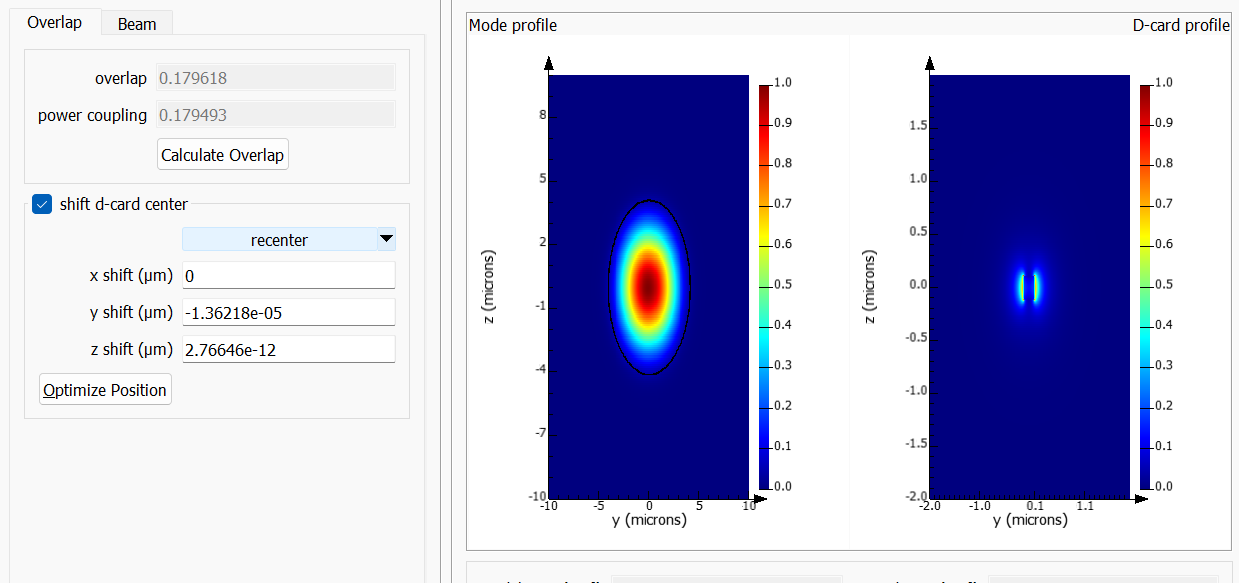 Overlap
Beam
overlap 0.179618
power coupling 0.179493
Calculate Overlap
shift d-card center
recenter
x shift (µm) 0
y shift (µm) -1.36218e-05
z shift (µm) 2.76646e-12
Optimize Position
Mode profile
z (microns)
8
5
2
-1
-4
-7
-10
-10 -5 0 5 10
y (microns)
1.0
0.9
0.8
0.7
0.6
0.5
0.4
0.3
0.2
0.1
0.0
D-card profile
z (microns)
1.5
1.0
0.5
0.0
-0.5
-1.0
-1.5
-2.0
-2.0 -1.0 0.1 1.1
y (microns)
1.0
0.9
0.8
0.7
0.6
0.5
0.4
0.3
0.2
0.1
0.0